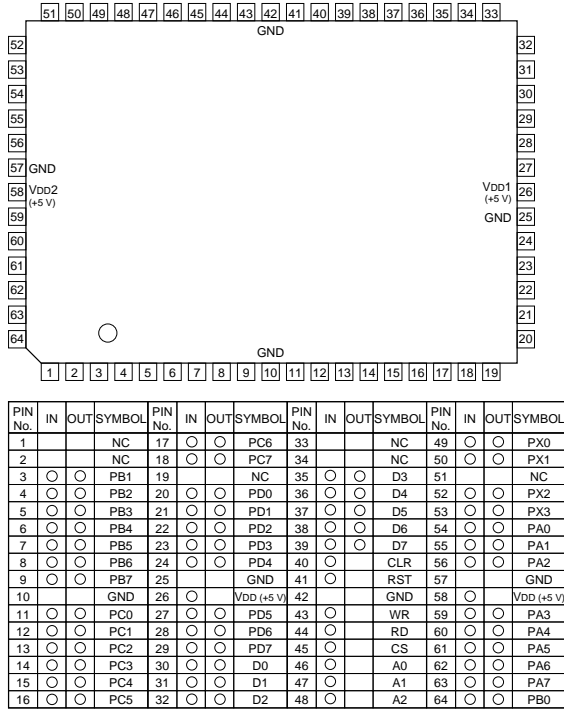 51 50 49 48 47 46 45 44 43 42 41 40 39 38 37 36 35 34 33
GND
52 32
53 31
54 30
55 29
56 28
57 GND 27
58 VDD2 (+5 V) VDD1 (+5 V) 26
59 GND 25
60 24
61 23
62 22
63 21
64 20
GND
1 2 3 4 5 6 7 8 9 10 11 12 13 14 15 16 17 18 19
PIN No. IN OUT SYMBOL PIN No. IN OUT SYMBOL PIN No. IN OUT SYMBOL PIN No. IN OUT SYMBOL
1 NC 17 ○ ○ PC6 33 NC 49 ○ ○ PX0
2 NC 18 ○ ○ PC7 34 NC 50 ○ ○ PX1
3 ○ ○ PB1 19 NC 35 ○ ○ D3 51 NC
4 ○ ○ PB2 20 ○ ○ PD0 36 ○ ○ D4 52 ○ ○ PX2
5 ○ ○ PB3 21 ○ ○ PD1 37 ○ ○ D5 53 ○ ○ PX3
6 ○ ○ PB4 22 ○ ○ PD2 38 ○ ○ D6 54 ○ ○ PA0
7 ○ ○ PB5 23 ○ ○ PD3 39 ○ ○ D7 55 ○ ○ PA1
8 ○ ○ PB6 24 ○ ○ PD4 40 ○ CLR 56 ○ ○ PA2
9 ○ ○ PB7 25 GND 41 ○ RST 57 GND
10 GND 26 ○ VDD (+5 V) 42 GND 58 ○ VDD (+5 V)
11 ○ ○ PC0 27 ○ ○ PD5 43 ○ WR 59 ○ ○ PA3
12 ○ ○ PC1 28 ○ ○ PD6 44 ○ RD 60 ○ ○ PA4
13 ○ ○ PC2 29 ○ ○ PD7 45 ○ CS 61 ○ ○ PA5
14 ○ ○ PC3 30 ○ ○ D0 46 ○ A0 62 ○ ○ PA6
15 ○ ○ PC4 31 ○ ○ D1 47 ○ A1 63 ○ ○ PA7
16 ○ ○ PC5 32 ○ ○ D2 48 ○ A2 64 ○ ○ PB0